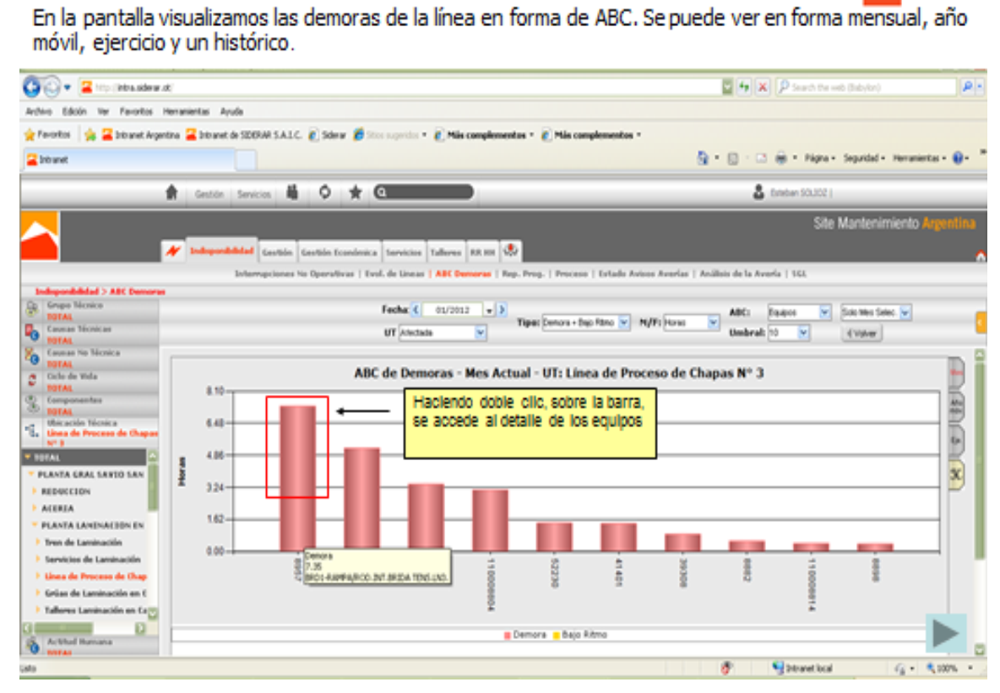 En la pantalla visualizamos las demoras de la línea en forma de ABC. Se puede ver en forma mensual, año
móvil, ejercicio y un histórico.
http://intra.siderar.ot/
Search the web (Babylon)
Archivo Edición Ver Favoritos Herramientas Ayuda
Favoritos Intranet Argentina Intranet de SIDERAR S.A.I.C. Siderar Sitios sugeridos Más complementos Más complementos
Intranet
Página Seguridad Herramientas
Gestión Servicios
Esteban
Site Mantenimiento Argentina
Indisponibilidad Gestión Gestión Económica Servicios Talleres RR HH
Interrupciones No Operativas | Evol. de Líneas | ABC Demoras | Rep. Prog. | Proceso | Estado Avisos Averías | Análisis de la Avería | SGL
Indisponibilidad > ABC Demoras
Grupo Técnico
TOTAL
Causas Técnicas
TOTAL
Causas No Técnica
TOTAL
Ciclo de Vida
TOTAL
Componentes
TOTAL
Ubicación Técnica
Línea de Proceso de Chapas
Nº 3
TOTAL
PLANTA GRAL SAVIO SAN
REDUCCION
ACERIA
PLANTA LAMINACION EN
Tren de Laminación
Servicios de Laminación
Línea de Proceso de Chap
Grúas de Laminación en C
Talleres Laminación en Ca
Actitud Humana
TOTAL
Fecha: 01/2012
UT Afectada
Tipo: Demora + Bajo Ritmo
M/F: Horas
ABC: Equipos
Solo Mes Selec.
Umbral: 10
Volver
ABC de Demoras - Mes Actual - UT: Línea de Proceso de Chapas Nº 3
Haciendo doble clic, sobre la barra,
se accede al detalle de los equipos
Horas
8.10
6.48
4.86
3.24
1.62
0.00
Demora
7.35
BRD1-RAMPA/ROD.INT.BRIDA TENS.LNO.
8957
110008604
52230
41401
39308
8882
110008814
8898
Mes
Año
móv
Ej
Demora Bajo Ritmo
Listo
Intranet local
100%